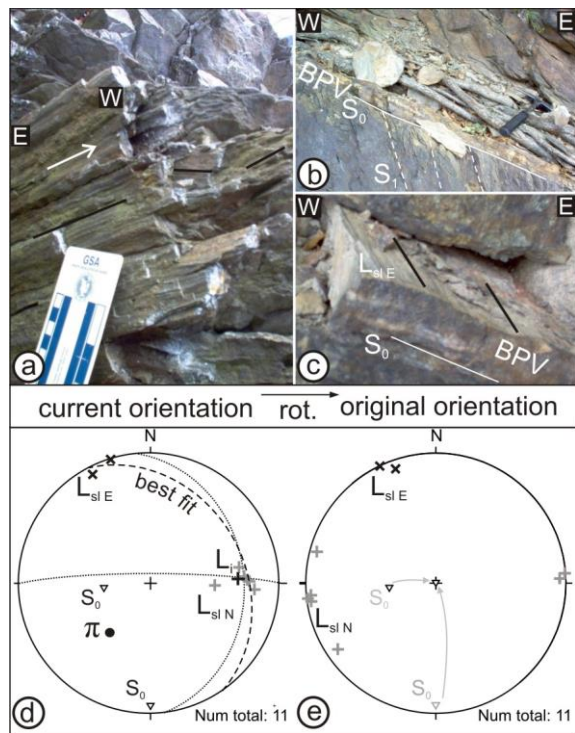 E
W
GSA
a
W
E
BPV
S0
S1
b
W
E
Lsl E
S0
BPV
c
current orientation
rot.
original orientation
N
Lsl E
best fit
Li
Lsl N
S0
π
S0
d
Num total: 11
N
Lsl E
S0
Lsl N
S0
e
Num total: 11